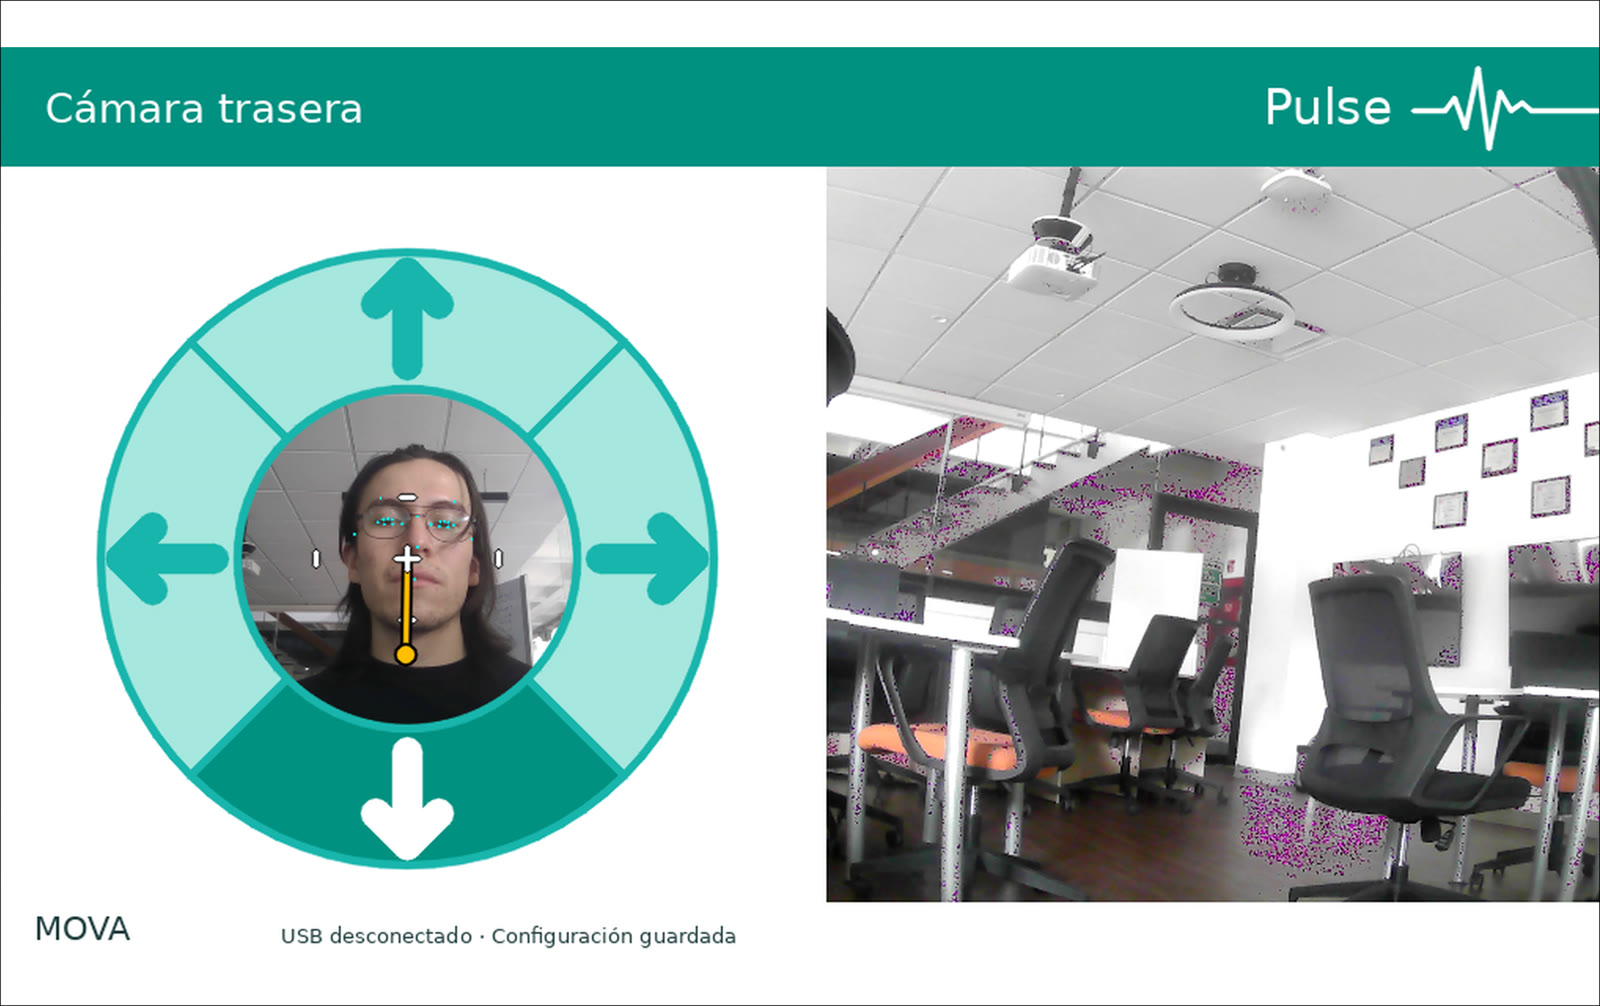 Cámara trasera
Pulse
MOVA
USB desconectado · Configuración guardada